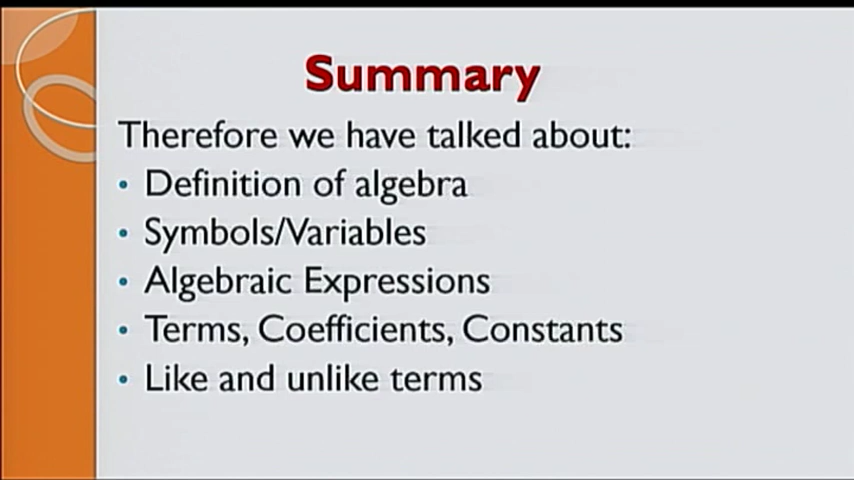 Summary
Therefore we have talked about:
• Definition of algebra
• Symbols/Variables
• Algebraic Expressions
• Terms, Coefficients, Constants
• Like and unlike terms